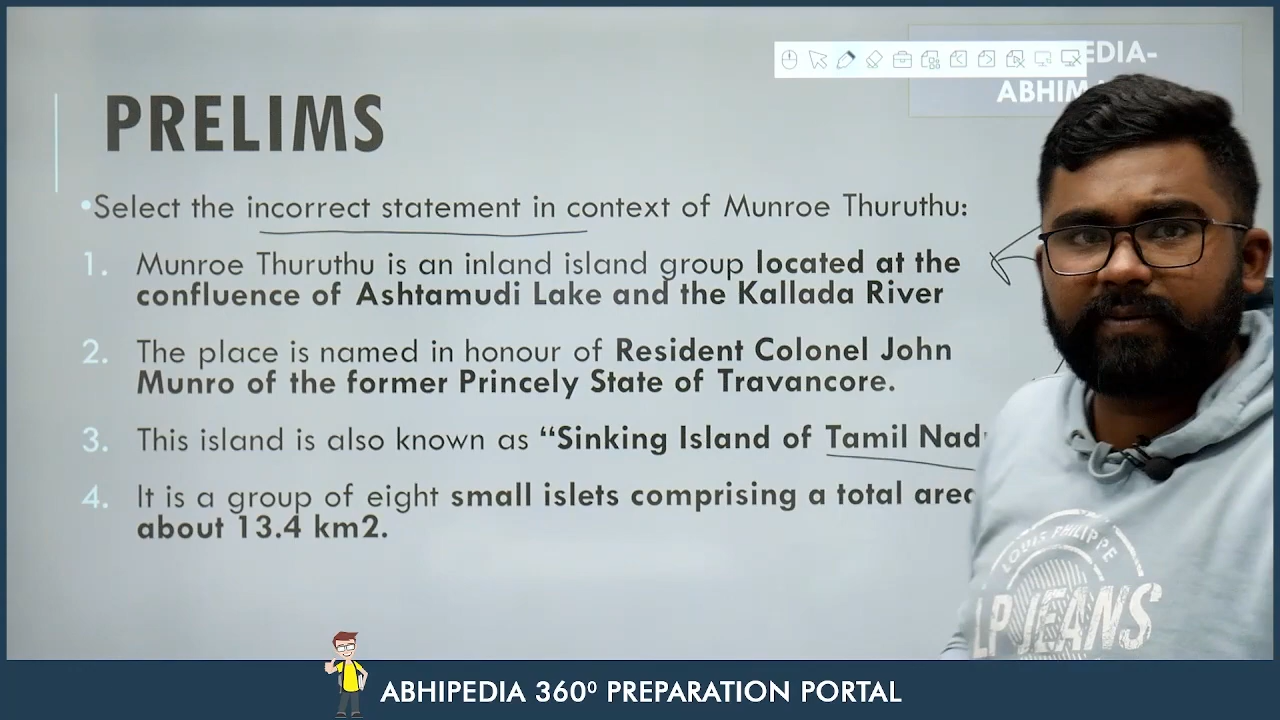 EDIA-
ABHIM
PRELIMS
•Select the incorrect statement in context of Munroe Thuruthu:
1. Munroe Thuruthu is an inland island group located at the
confluence of Ashtamudi Lake and the Kallada River
2. The place is named in honour of Resident Colonel John
Munro of the former Princely State of Travancore.
3. This island is also known as “Sinking Island of Tamil Nad
4. It is a group of eight small islets comprising a total area
about 13.4 km2.
LOUIS PHILIPPE
LP JEANS
ABHIPEDIA 360⁰ PREPARATION PORTAL